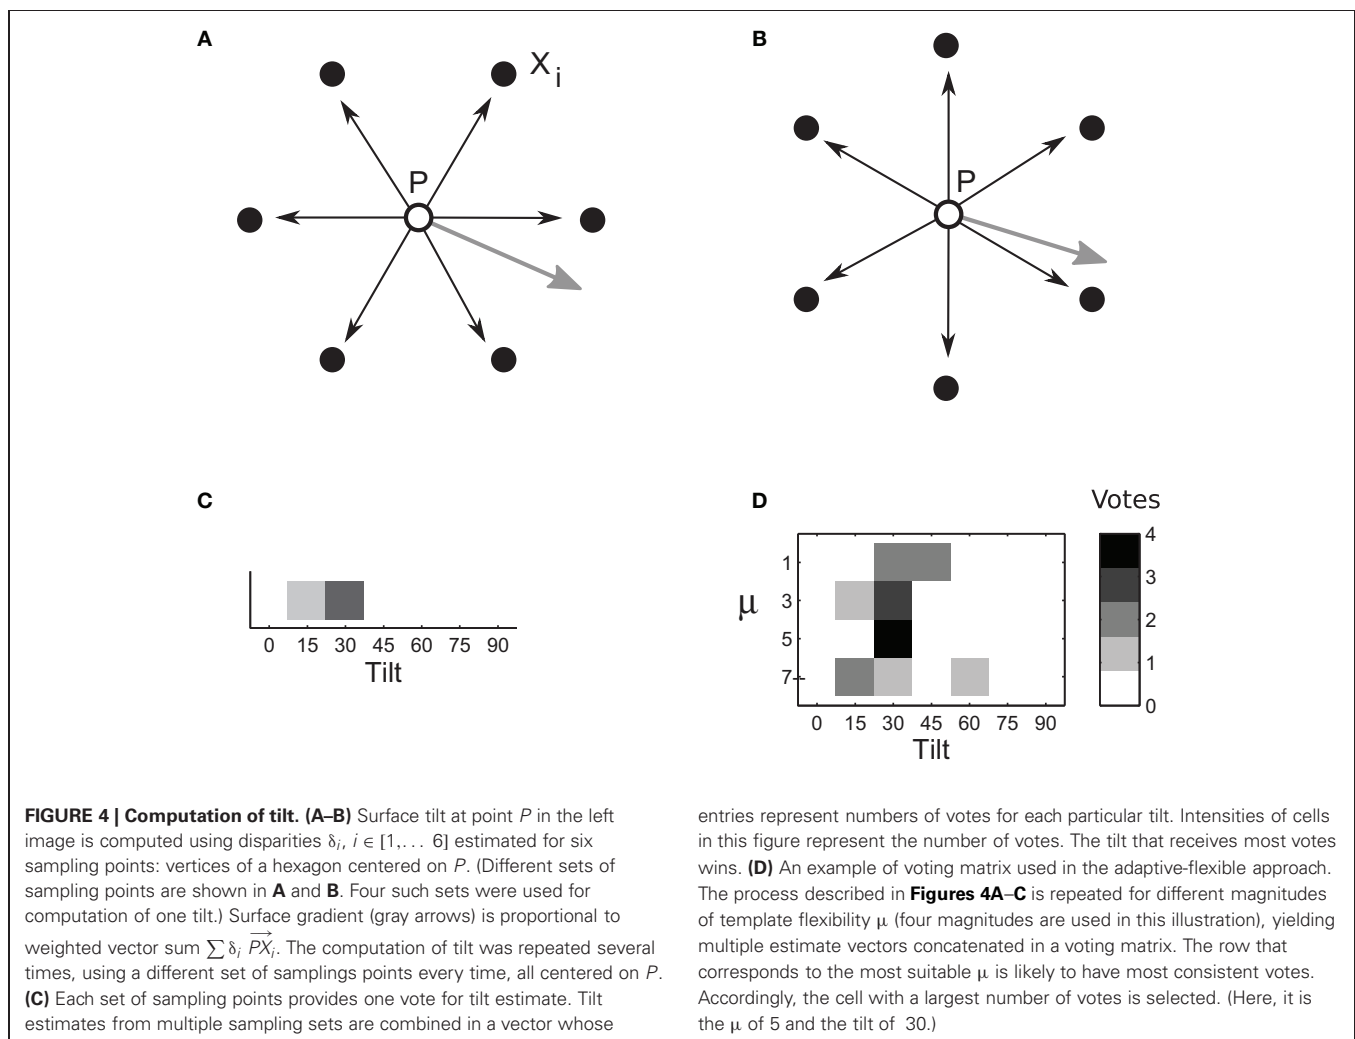 A
X i
P
B
P
C
0 15 30 45 60 75 90
Tilt
D
Votes
μ
1
3
5
7
0 15 30 45 60 75 90
Tilt
4
3
2
1
0
FIGURE 4 | Computation of tilt. (A–B) Surface tilt at point P in the left
image is computed using disparities δi, i ∈ [1,... 6] estimated for six
sampling points: vertices of a hexagon centered on P. (Different sets of
sampling points are shown in A and B. Four such sets were used for
computation of one tilt.) Surface gradient (gray arrows) is proportional to
weighted vector sum ∑ δi PXi→. The computation of tilt was repeated several
times, using a different set of samplings points every time, all centered on P.
(C) Each set of sampling points provides one vote for tilt estimate. Tilt
estimates from multiple sampling sets are combined in a vector whose
entries represent numbers of votes for each particular tilt. Intensities of cells
in this figure represent the number of votes. The tilt that receives most votes
wins. (D) An example of voting matrix used in the adaptive-flexible approach.
The process described in Figures 4A–C is repeated for different magnitudes
of template flexibility μ (four magnitudes are used in this illustration), yielding
multiple estimate vectors concatenated in a voting matrix. The row that
corresponds to the most suitable μ is likely to have most consistent votes.
Accordingly, the cell with a largest number of votes is selected. (Here, it is
the μ of 5 and the tilt of 30.)